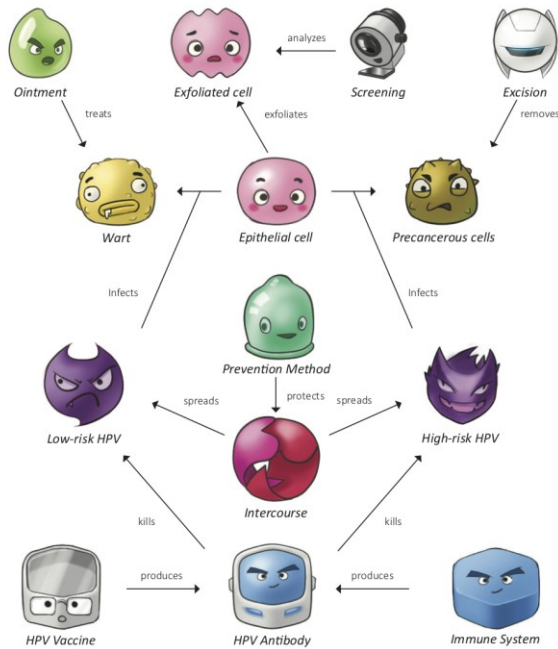 analyzes
Ointment
Exfoliated cell
Screening
Excision
treats
exfoliates
removes
Wart
Epithelial cell
Precancerous cells
Infects
Infects
Prevention Method
spreads
protects
spreads
Low-risk HPV
High-risk HPV
Intercourse
kills
kills
produces
produces
HPV Vaccine
HPV Antibody
Immune System